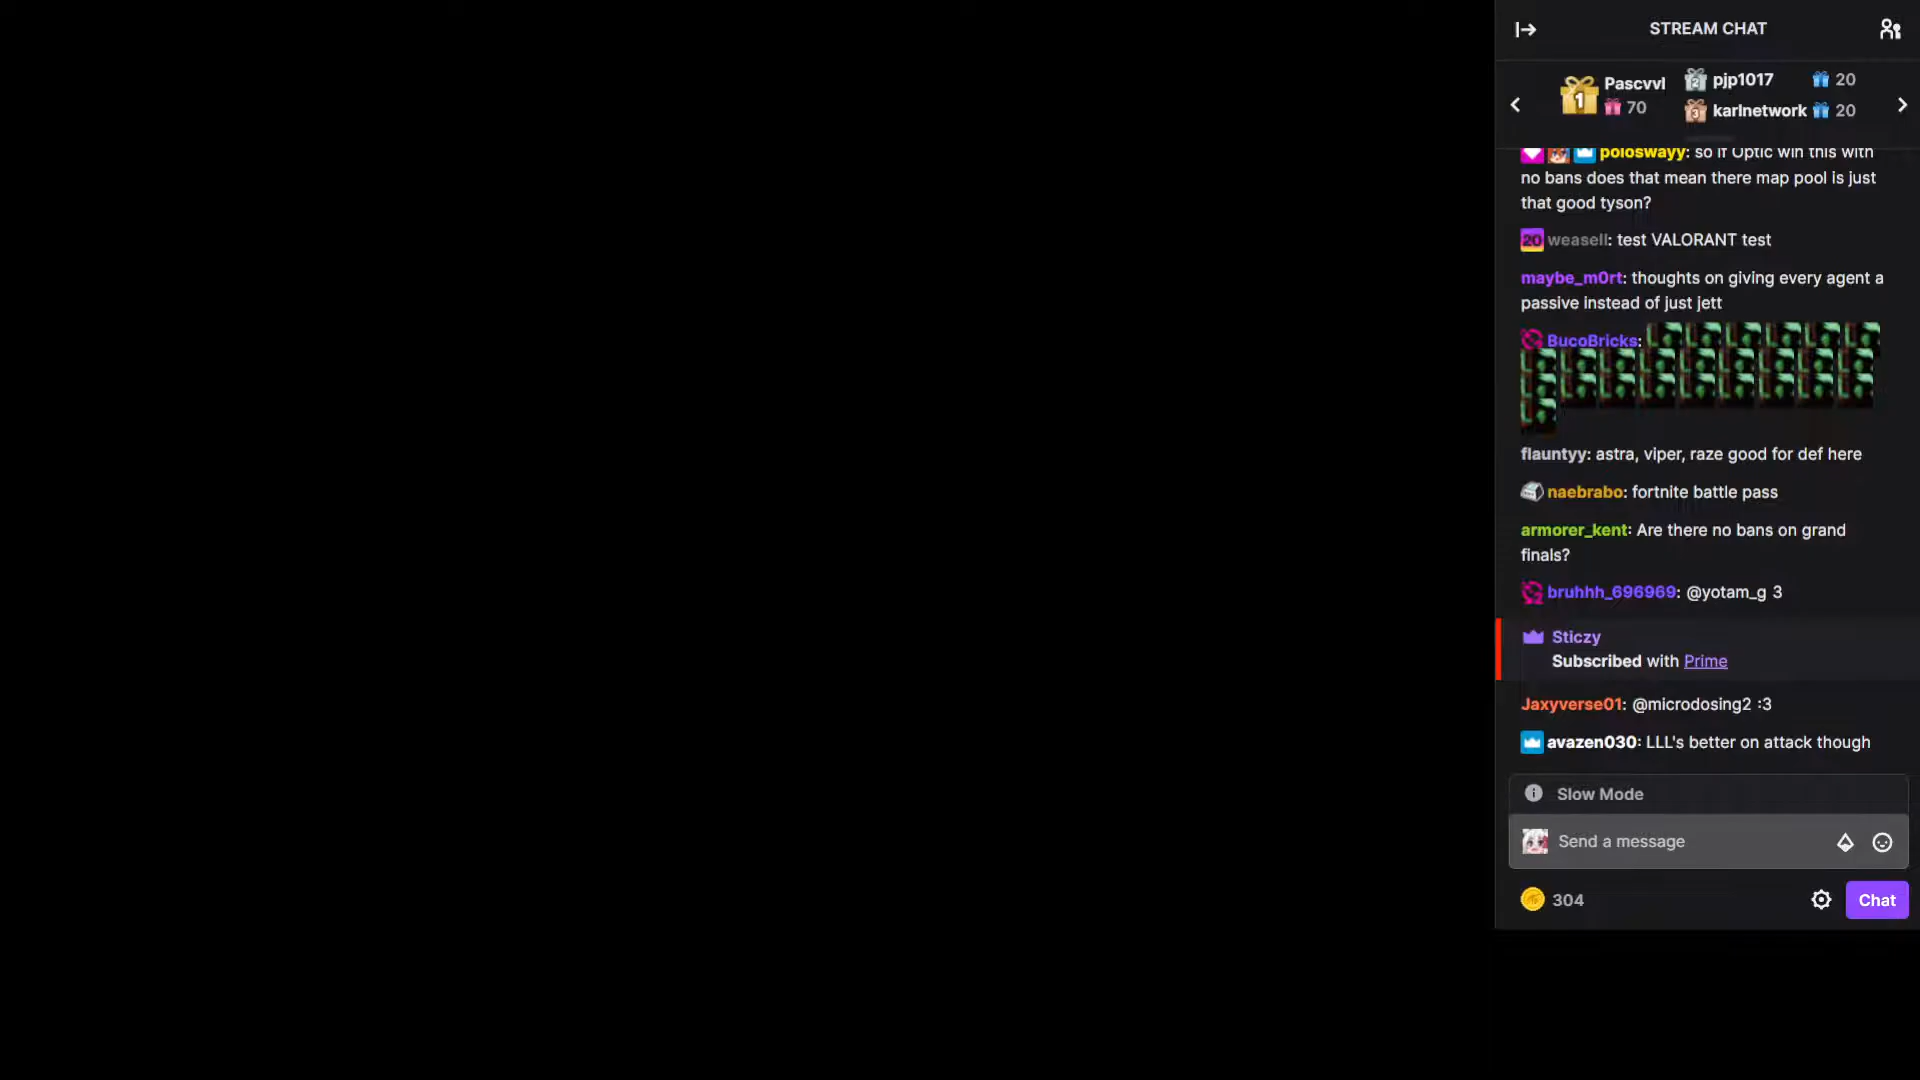 STREAM CHAT
1 Pascvvl
70
2 pjp1017 20
3 karlnetwork 20
poloswayy: so if Optic win this with
no bans does that mean there map pool is just
that good tyson?
20 weasell: test VALORANT test
maybe_m0rt: thoughts on giving every agent a
passive instead of just jett
BucoBricks:
flauntyy: astra, viper, raze good for def here
naebrabo: fortnite battle pass
armorer_kent: Are there no bans on grand
finals?
bruhhh_696969: @yotam_g 3
Sticzy
Subscribed with Prime
Jaxyverse01: @microdosing2 :3
avazen030: LLL's better on attack though
Slow Mode
Send a message
304
Chat